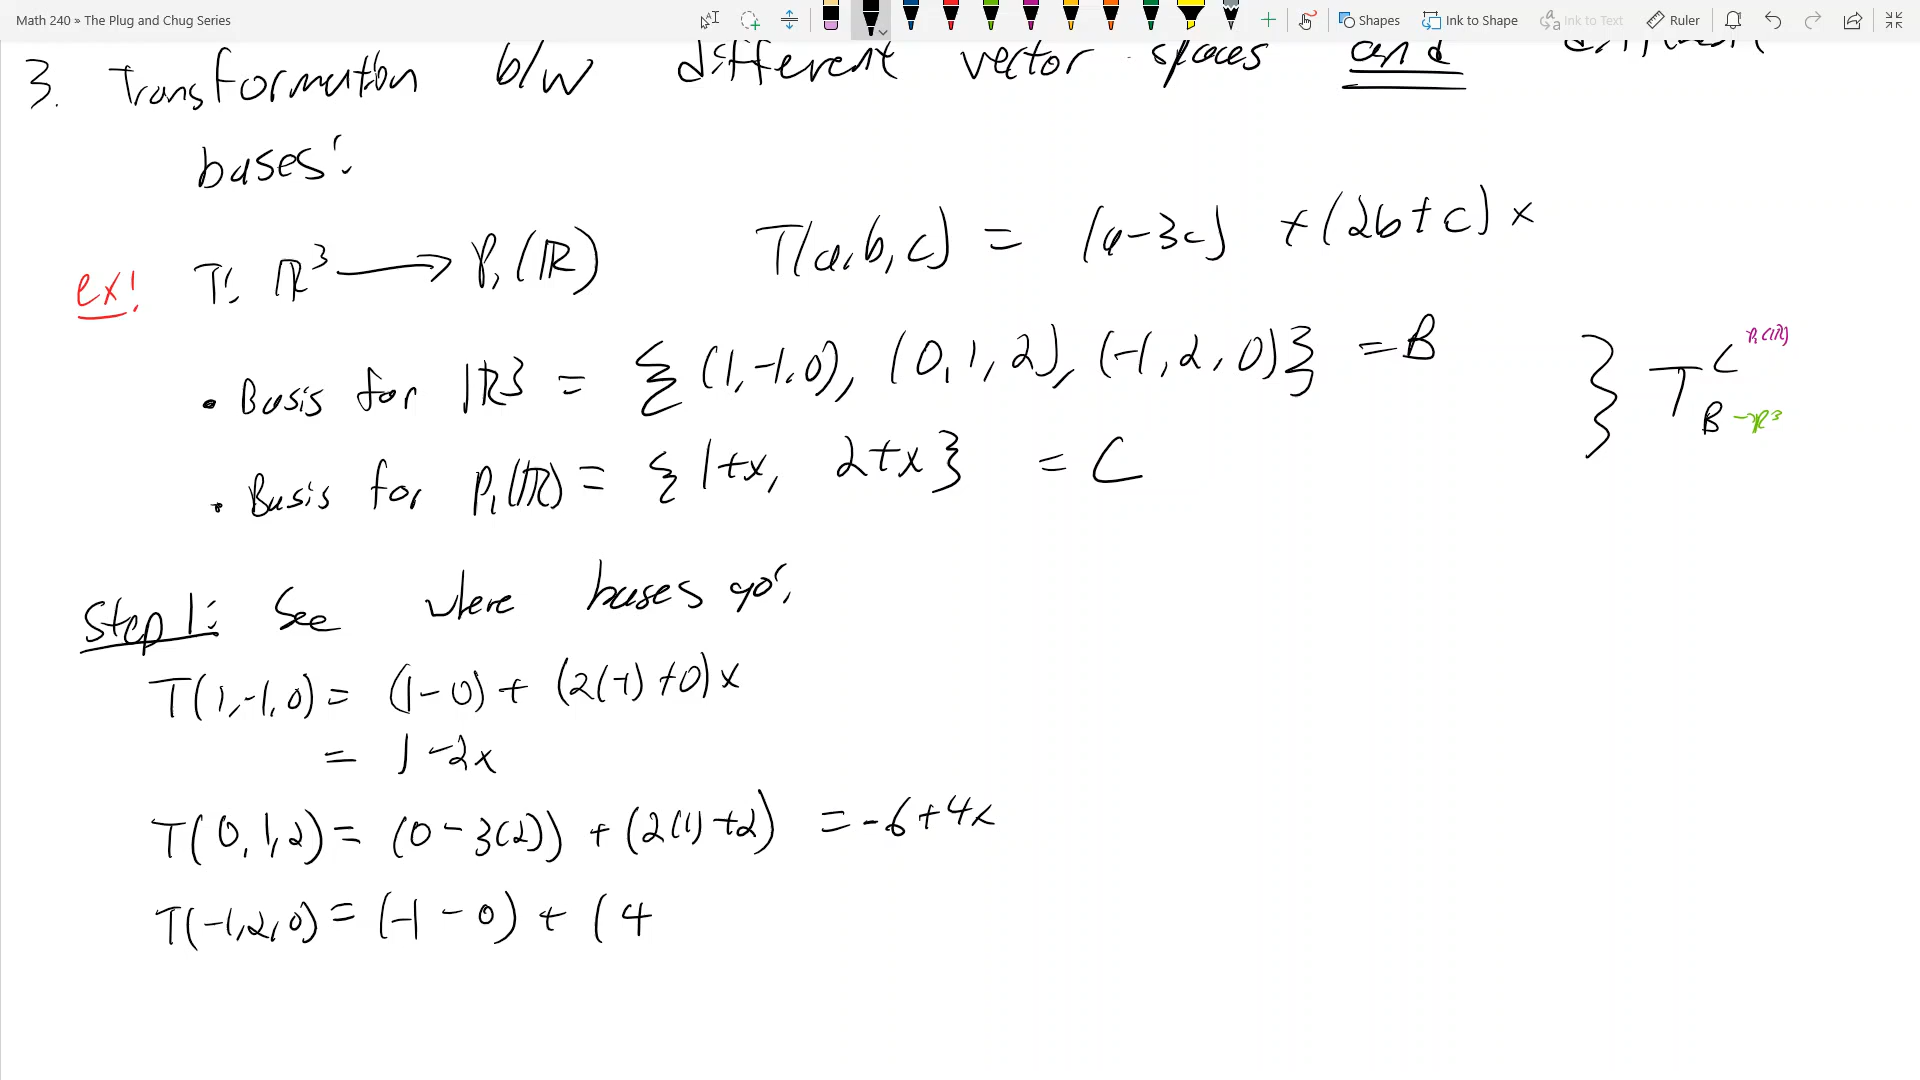 Math 240 » The Plug and Chug Series
Shapes Ink to Shape Ink to Text Ruler
3. Transformation b/w different vector spaces and different
bases:
ex: T: ℝ³ → P₁(ℝ) T(a,b,c) = (a-3c) + (2b+c)x
• Basis for ℝ³ = {(1,-1,0), (0,1,2), (-1,2,0)} = B
• Basis for P₁(ℝ) = {1+x, 2+x} = C
} T C P₁(ℝ)
B → ℝ³
Step 1: See where bases go:
T(1,-1,0) = (1-0) + (2(-1)+0)x
= 1-2x
T(0,1,2) = (0-3(2)) + (2(1)+2) = -6+4x
T(-1,2,0) = (-1-0) + (4